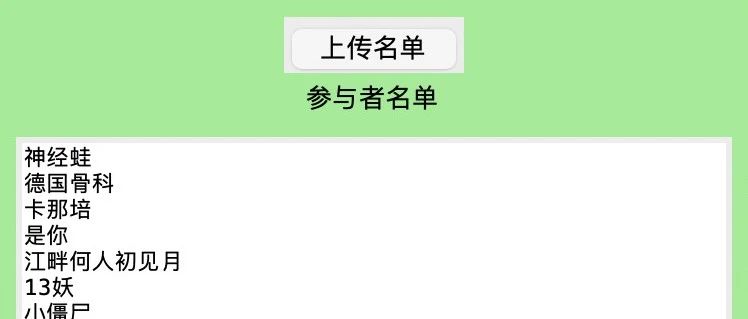 上传名单
参与者名单
神经蛙
德国骨科
卡那培
是你
江畔何人初见月
13妖
小僵尸